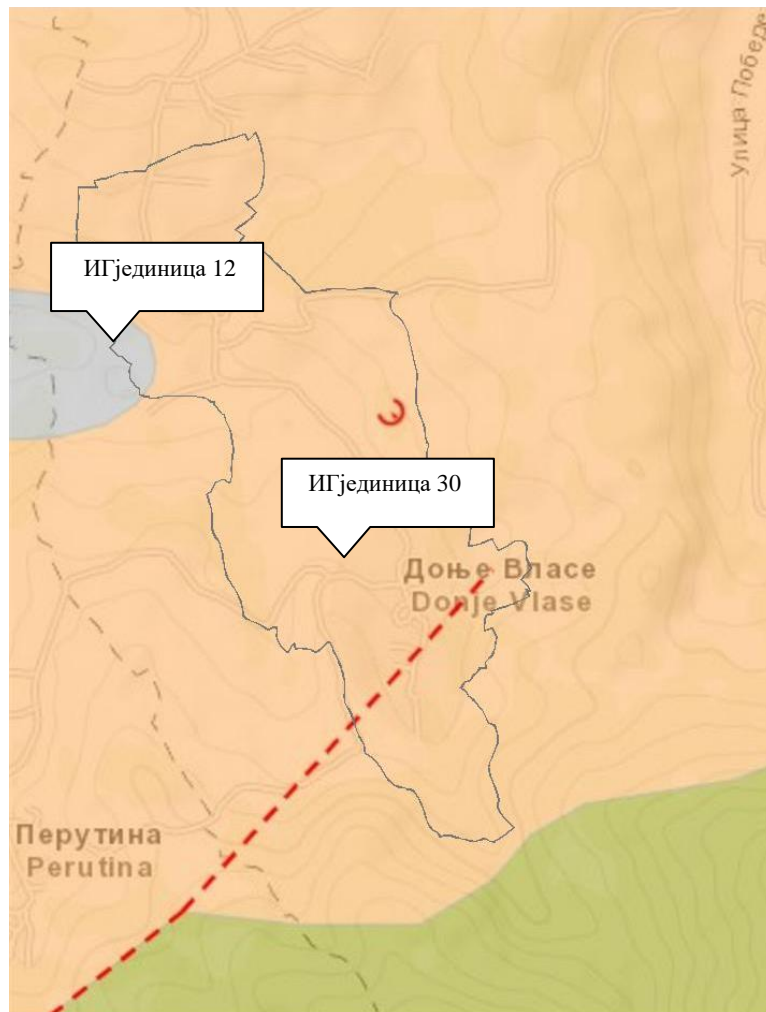 Улица Победе
ИГјединица 12
Э
ИГјединица 30
Доње Власе
Donje Vlase
Перутина
Perutina